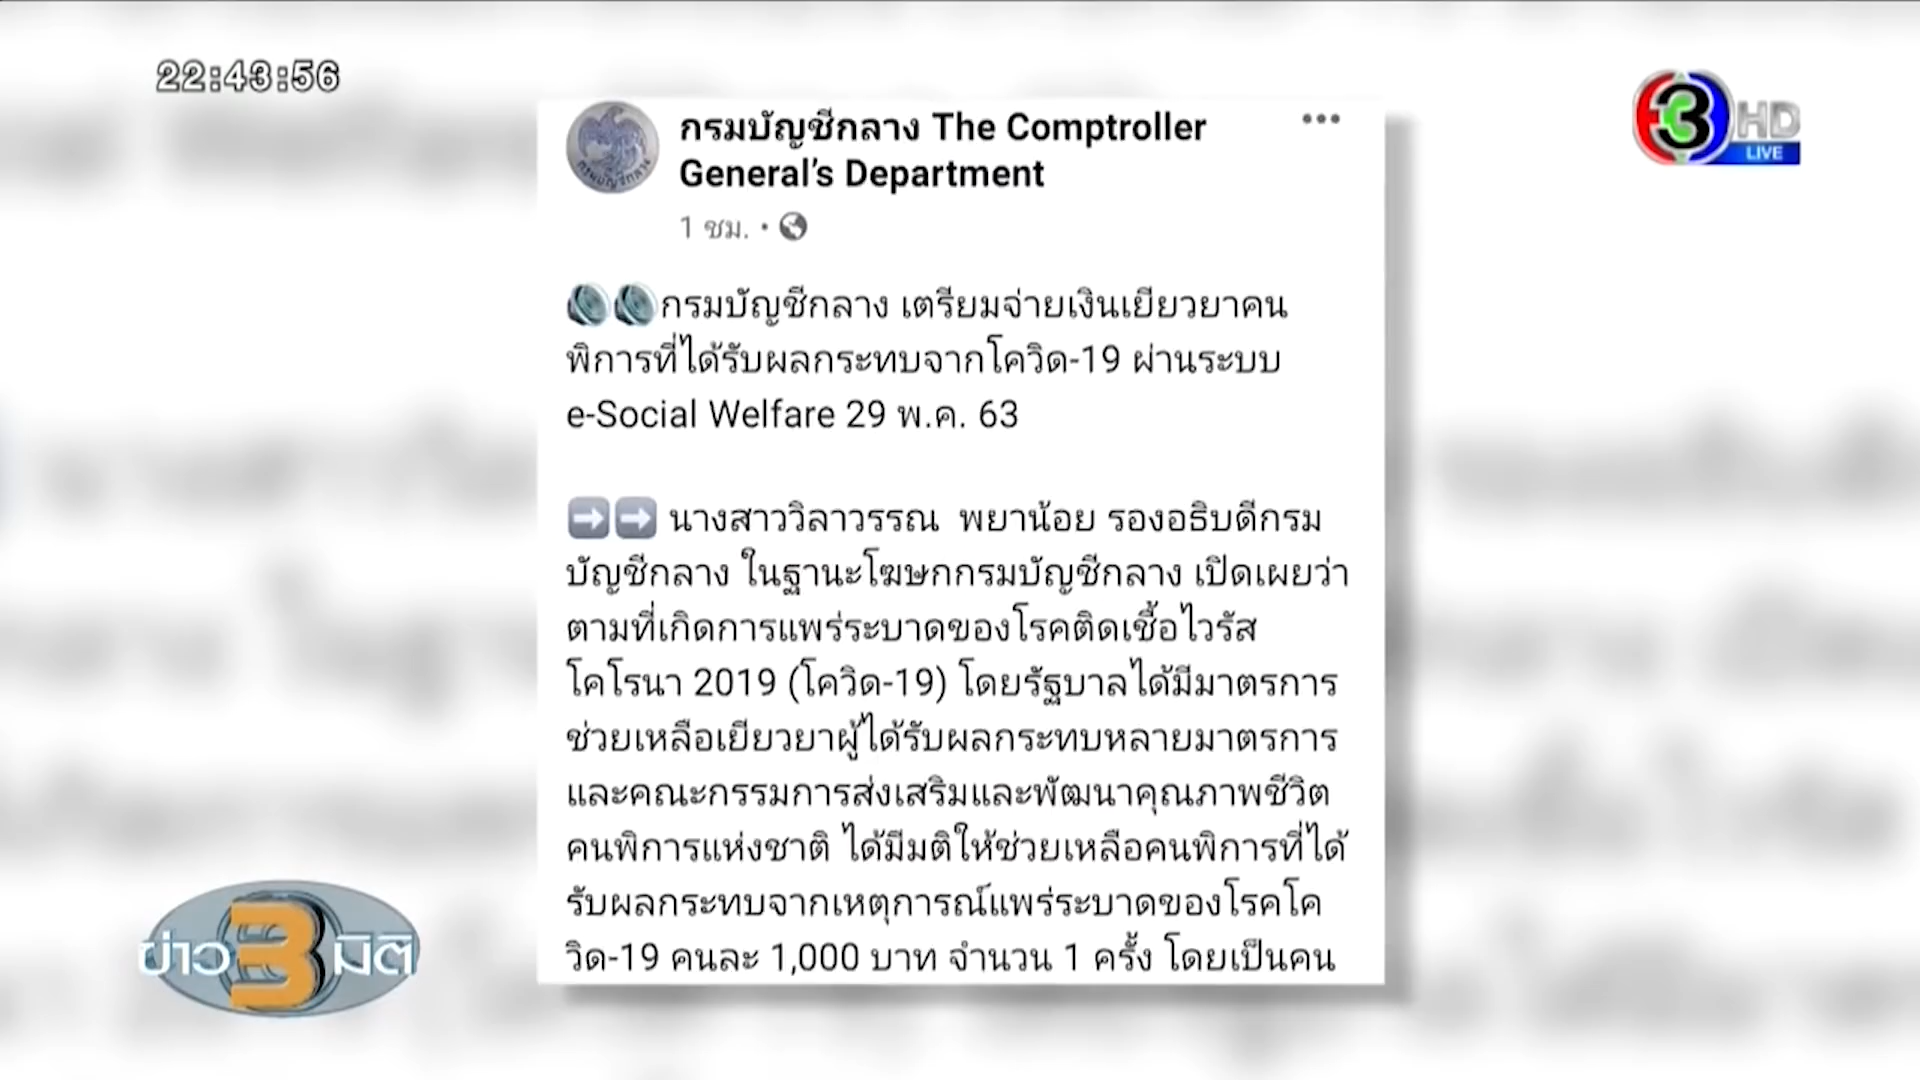 22:43:56
3 HD
LIVE
กรมบัญชีกลาง The Comptroller
General's Department
กรมบัญชีกลาง
1 ชม. ·
กรมบัญชีกลาง เตรียมจ่ายเงินเยียวยาคน
พิการที่ได้รับผลกระทบจากโควิด-19 ผ่านระบบ
e-Social Welfare 29 พ.ค. 63
นางสาววิลาวรรณ พยาน้อย รองอธิบดีกรม
บัญชีกลาง ในฐานะโฆษกกรมบัญชีกลาง เปิดเผยว่า
ตามที่เกิดการแพร่ระบาดของโรคติดเชื้อไวรัส
โคโรนา 2019 (โควิด-19) โดยรัฐบาลได้มีมาตรการ
ช่วยเหลือเยียวยาผู้ได้รับผลกระทบหลายมาตรการ
และคณะกรรมการส่งเสริมและพัฒนาคุณภาพชีวิต
คนพิการแห่งชาติ ได้มีมติให้ช่วยเหลือคนพิการที่ได้
รับผลกระทบจากเหตุการณ์แพร่ระบาดของโรคโค
วิด-19 คนละ 1,000 บาท จำนวน 1 ครั้ง โดยเป็นคน
ข่าว 3 มิติ